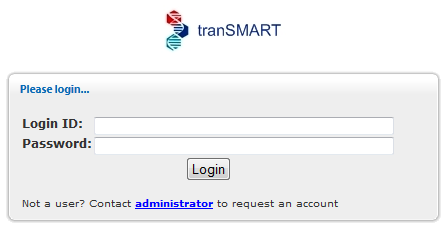 tranSMART
Please login...
Login ID:
Password:
Login
Not a user? Contact administrator to request an account